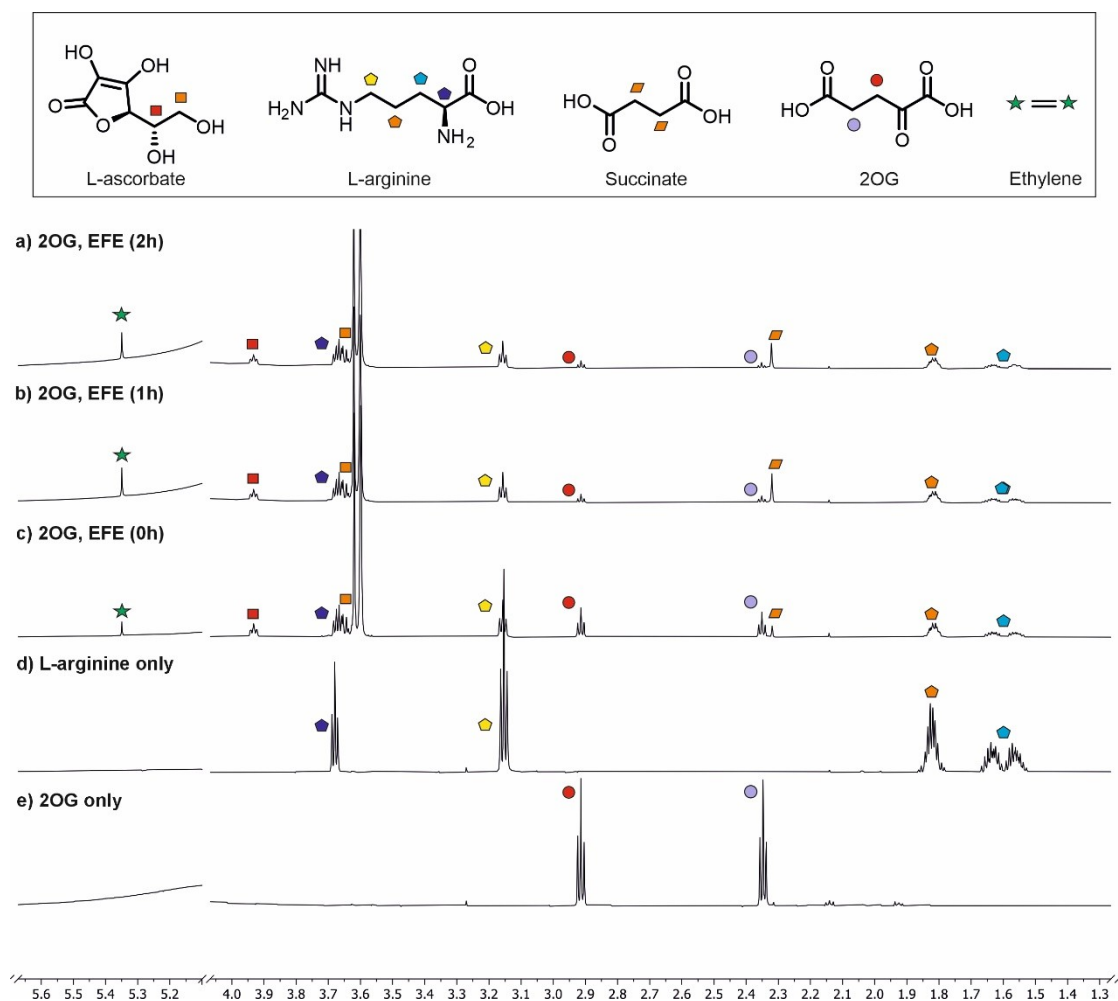 HO
OH
O
O
OH
OH
L-ascorbate
NH
H2N
N
H
O
OH
NH2
L-arginine
O
HO
OH
O
Succinate
O
O
HO
OH
O
2OG
Ethylene
a) 2OG, EFE (2h)
b) 2OG, EFE (1h)
c) 2OG, EFE (0h)
d) L-arginine only
e) 2OG only
5.6 5.5 5.4 5.3 5.2 4.0 3.9 3.8 3.7 3.6 3.5 3.4 3.3 3.2 3.1 3.0 2.9 2.8 2.7 2.6 2.5 2.4 2.3 2.2 2.1 2.0 1.9 1.8 1.7 1.6 1.5 1.4 1.3